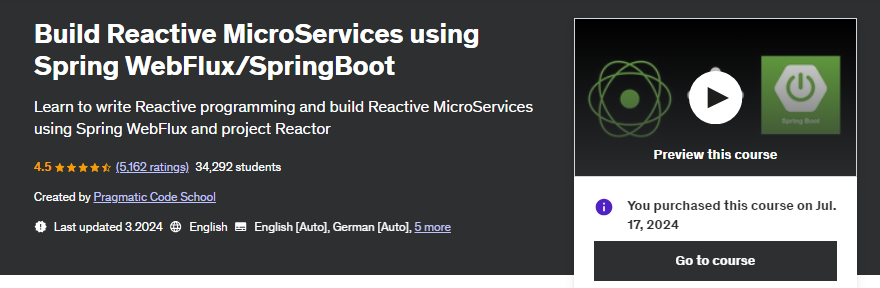 Build Reactive MicroServices using
Spring WebFlux/SpringBoot
Learn to write Reactive programming and build Reactive MicroServices
using Spring WebFlux and project Reactor
4.5 (5,162 ratings) 34,292 students
Created by Pragmatic Code School
Last updated 3.2024 English English [Auto], German [Auto], 5 more
Spring Boot
Preview this course
You purchased this course on Jul.
17, 2024
Go to course